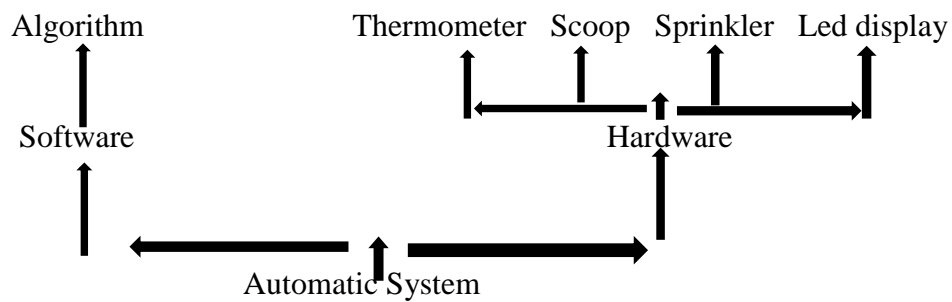 Algorithm Thermometer Scoop Sprinkler Led display
Software Hardware
Automatic System